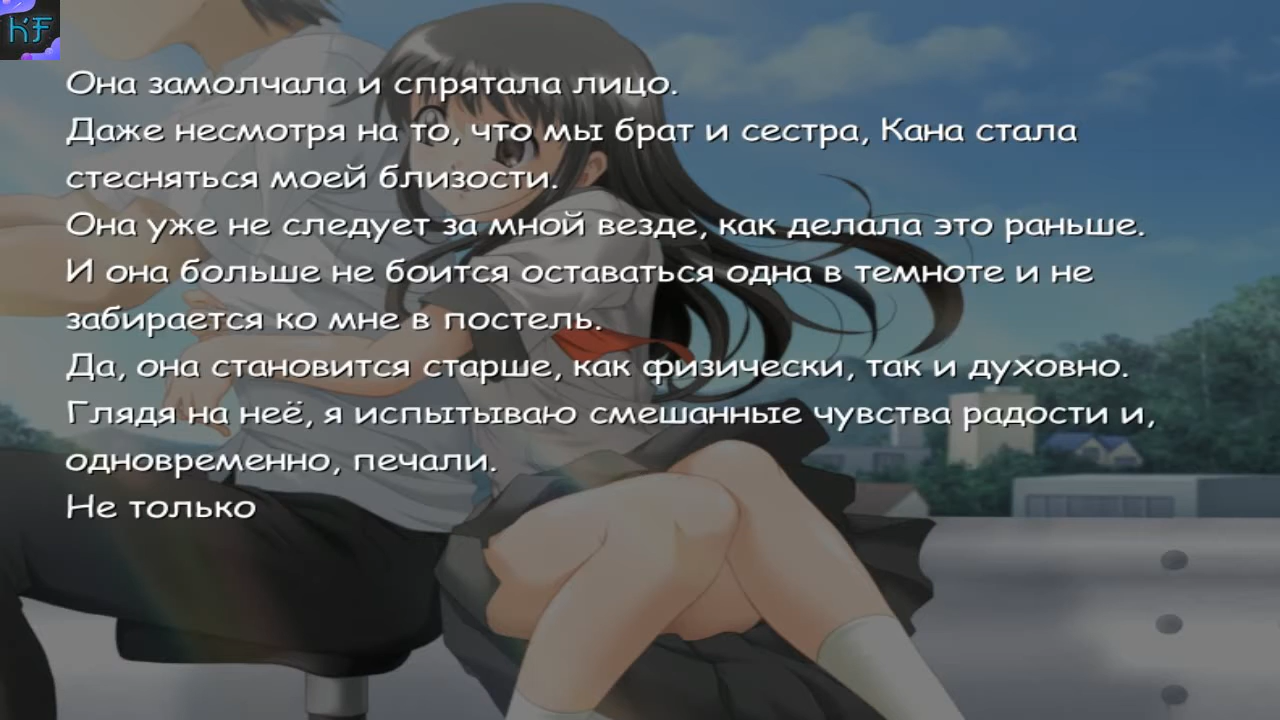 KF
Она замолчала и спрятала лицо.
Даже несмотря на то, что мы брат и сестра, Кана стала
стесняться моей близости.
Она уже не следует за мной везде, как делала это раньше.
И она больше не боится оставаться одна в темноте и не
забирается ко мне в постель.
Да, она становится старше, как физически, так и духовно.
Глядя на неё, я испытываю смешанные чувства радости и,
одновременно, печали.
Не только